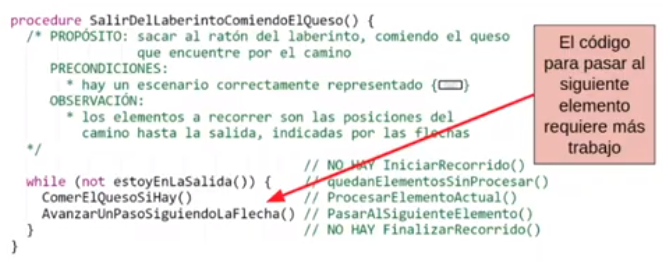 procedure SalirDelLaberintoComiendoElQueso() {
/* PROPÓSITO: sacar al ratón del laberinto, comiendo el queso
que encuentre por el camino
PRECONDICIONES:
* hay un escenario correctamente representado {}
OBSERVACIÓN:
* los elementos a recorrer son las posiciones del
camino hasta la salida, indicadas por las flechas
*/
// NO HAY IniciarRecorrido()
while (not estoyEnLaSalida()) { // quedanElementosSinProcesar()
ComerElQuesoSiHay() // ProcesarElementoActual()
AvanzarUnPasoSiguiendoLaFlecha() // PasarAlSiguienteElemento()
} // NO HAY FinalizarRecorrido()
}
El código
para pasar al
siguiente
elemento
requiere más
trabajo